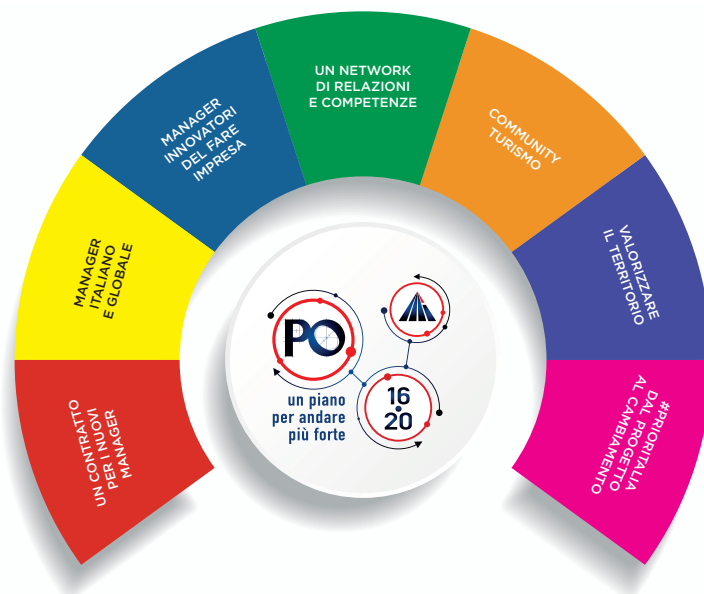 UN CONTRATTO
PER I NUOVI
MANAGER
MANAGER
ITALIANO
E GLOBALE
MANAGER
INNOVATORI
DEL FARE
IMPRESA
UN NETWORK
DI RELAZIONI
E COMPETENZE
COMMUNITY
TURISMO
VALORIZZARE
IL TERRITORIO
#PRIORITALIA
DAL PROGETTO
AL CAMBIAMENTO
PO
un piano
per andare
più forte
16
20